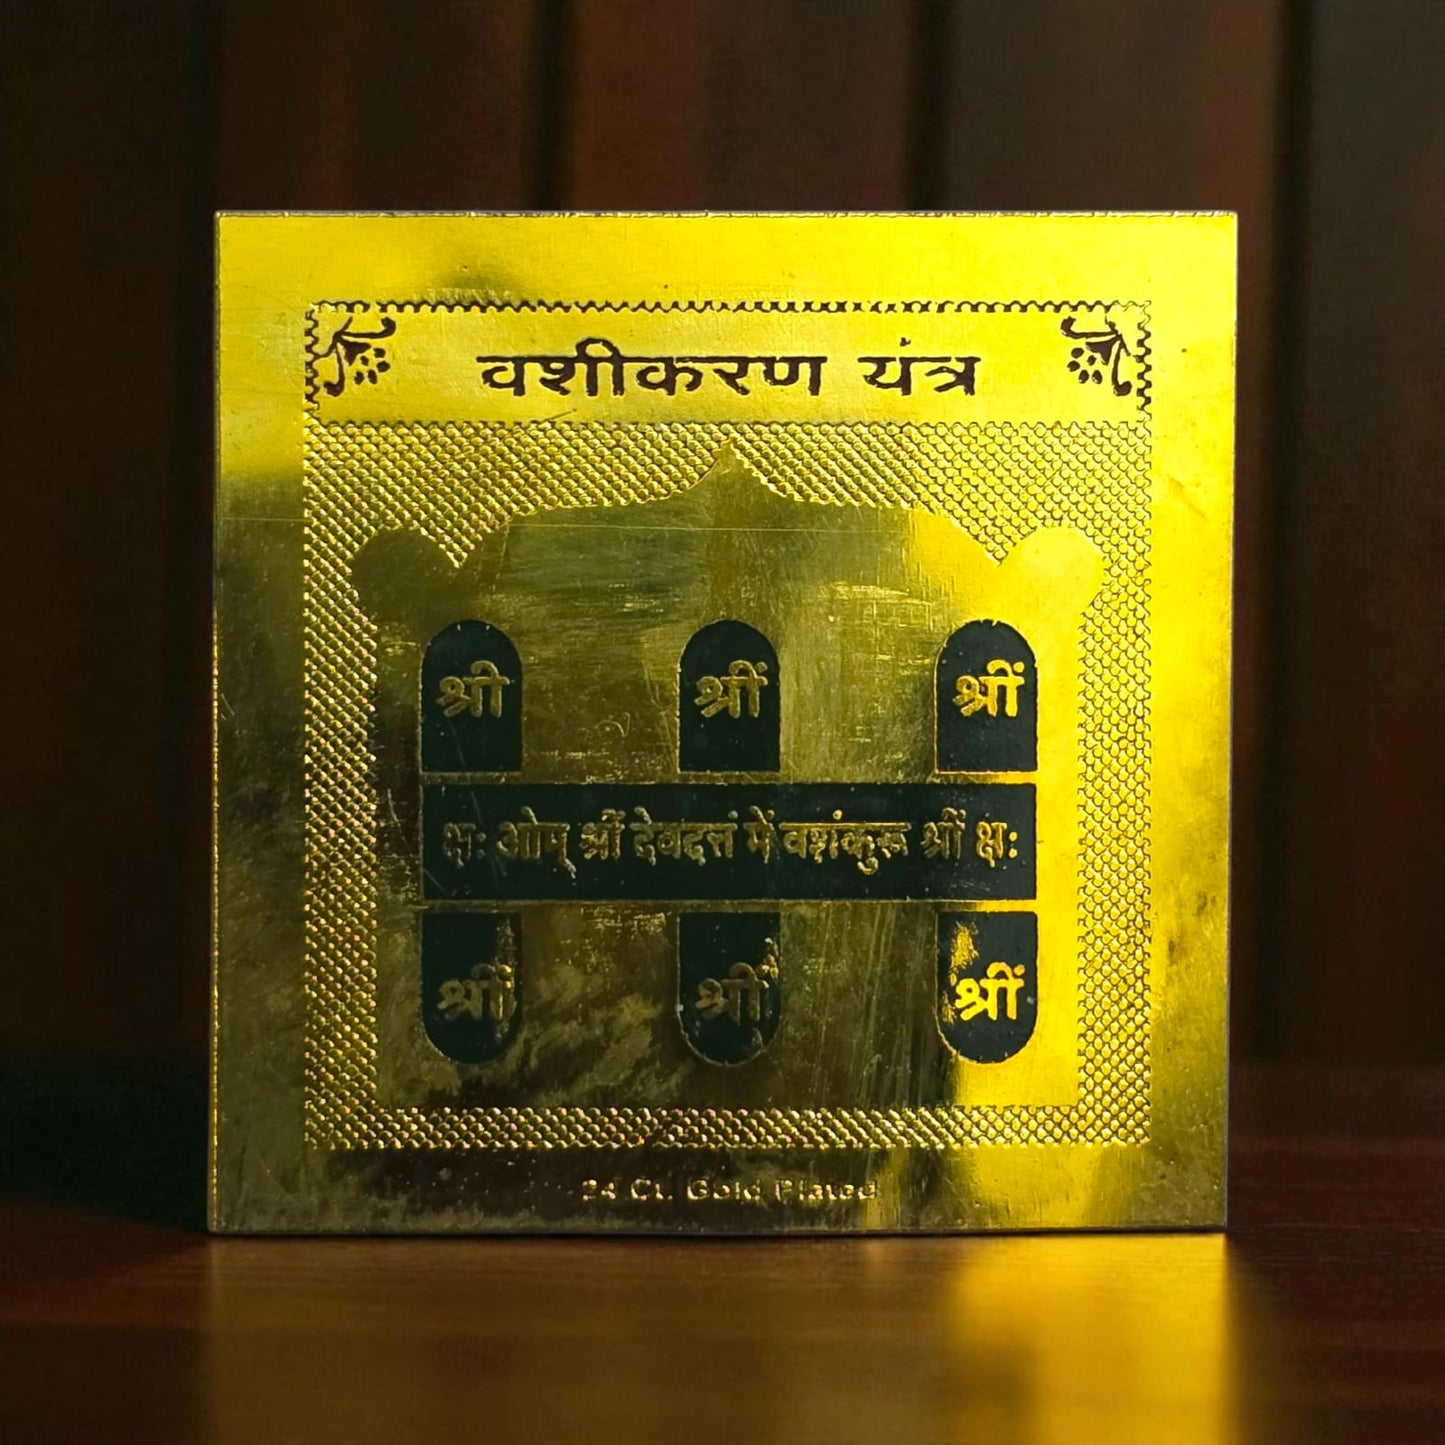 वशीकरण यंत्र
श्री श्रीं श्रीं
क्षः ओम् श्रीं देवदत्तं में वशंकुरू श्रीं क्षः
श्रीं श्रीं श्रीं
24 Ct. Gold Plated